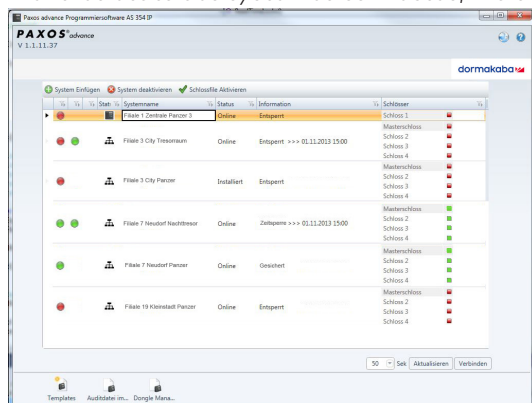 Paxos advance Programmiersoftware AS 354 IP
PAXOS® advance
V 1.1.11.37
dormakaba
System Einfügen System deaktivieren Schlossfile Aktivieren
Stati Systemname Status Information Schlösser
Filiale 1 Zentrale Panzer 3 Online Entsperrt Schloss 1
Masterschloss
Filiale 3 City Tresorraum Online Entsperrt >>> 01.11.2013 15:00 Schloss 2
Schloss 3
Schloss 4
Masterschloss
Filiale 3 City Panzer Installiert Entsperrt Schloss 2
Schloss 3
Schloss 4
Masterschloss
Filiale 7 Neudorf Nachttresor Online Zeitsperre >>> 01.11.2013 15:00 Schloss 2
Schloss 3
Schloss 4
Masterschloss
Filiale 7 Neudorf Panzer Online Gesichert Schloss 2
Schloss 3
Schloss 4
Masterschloss
Filiale 19 Kleinstadt Panzer Online Entsperrt Schloss 2
Schloss 3
Schloss 4
50 Sek Aktualisieren Verbinden
Templates Auditdatei im... Dongle Mana...